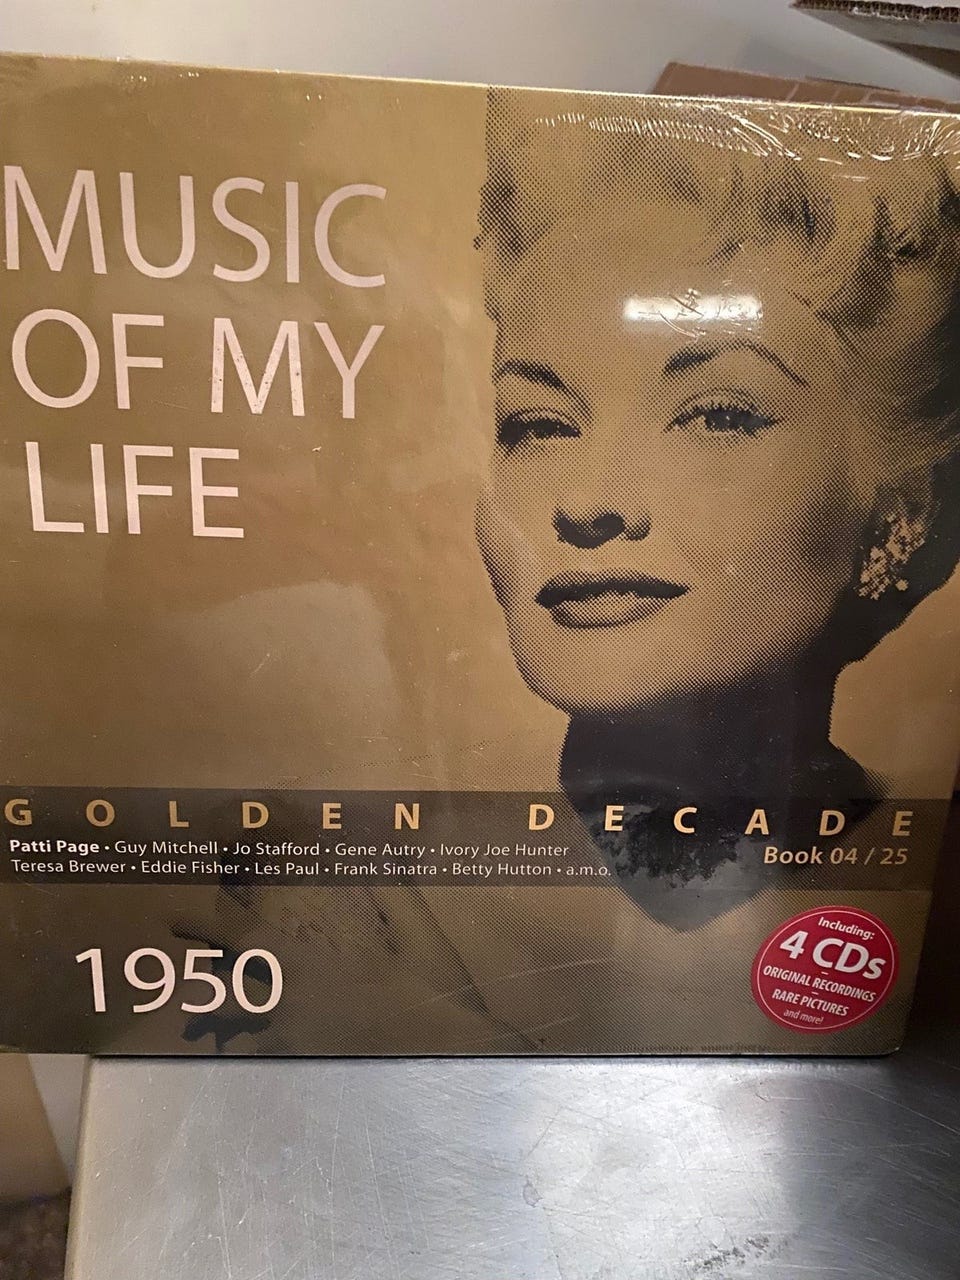 MUSIC
OF MY
LIFE
GOLDEN DECADE
Patti Page • Guy Mitchell • Jo Stafford • Gene Autry • Ivory Joe Hunter
Teresa Brewer • Eddie Fisher • Les Paul • Frank Sinatra • Betty Hutton • a.m.o.
Book 04 / 25
1950
Including:
4 CDs
ORIGINAL RECORDINGS
–
RARE PICTURES
and more!